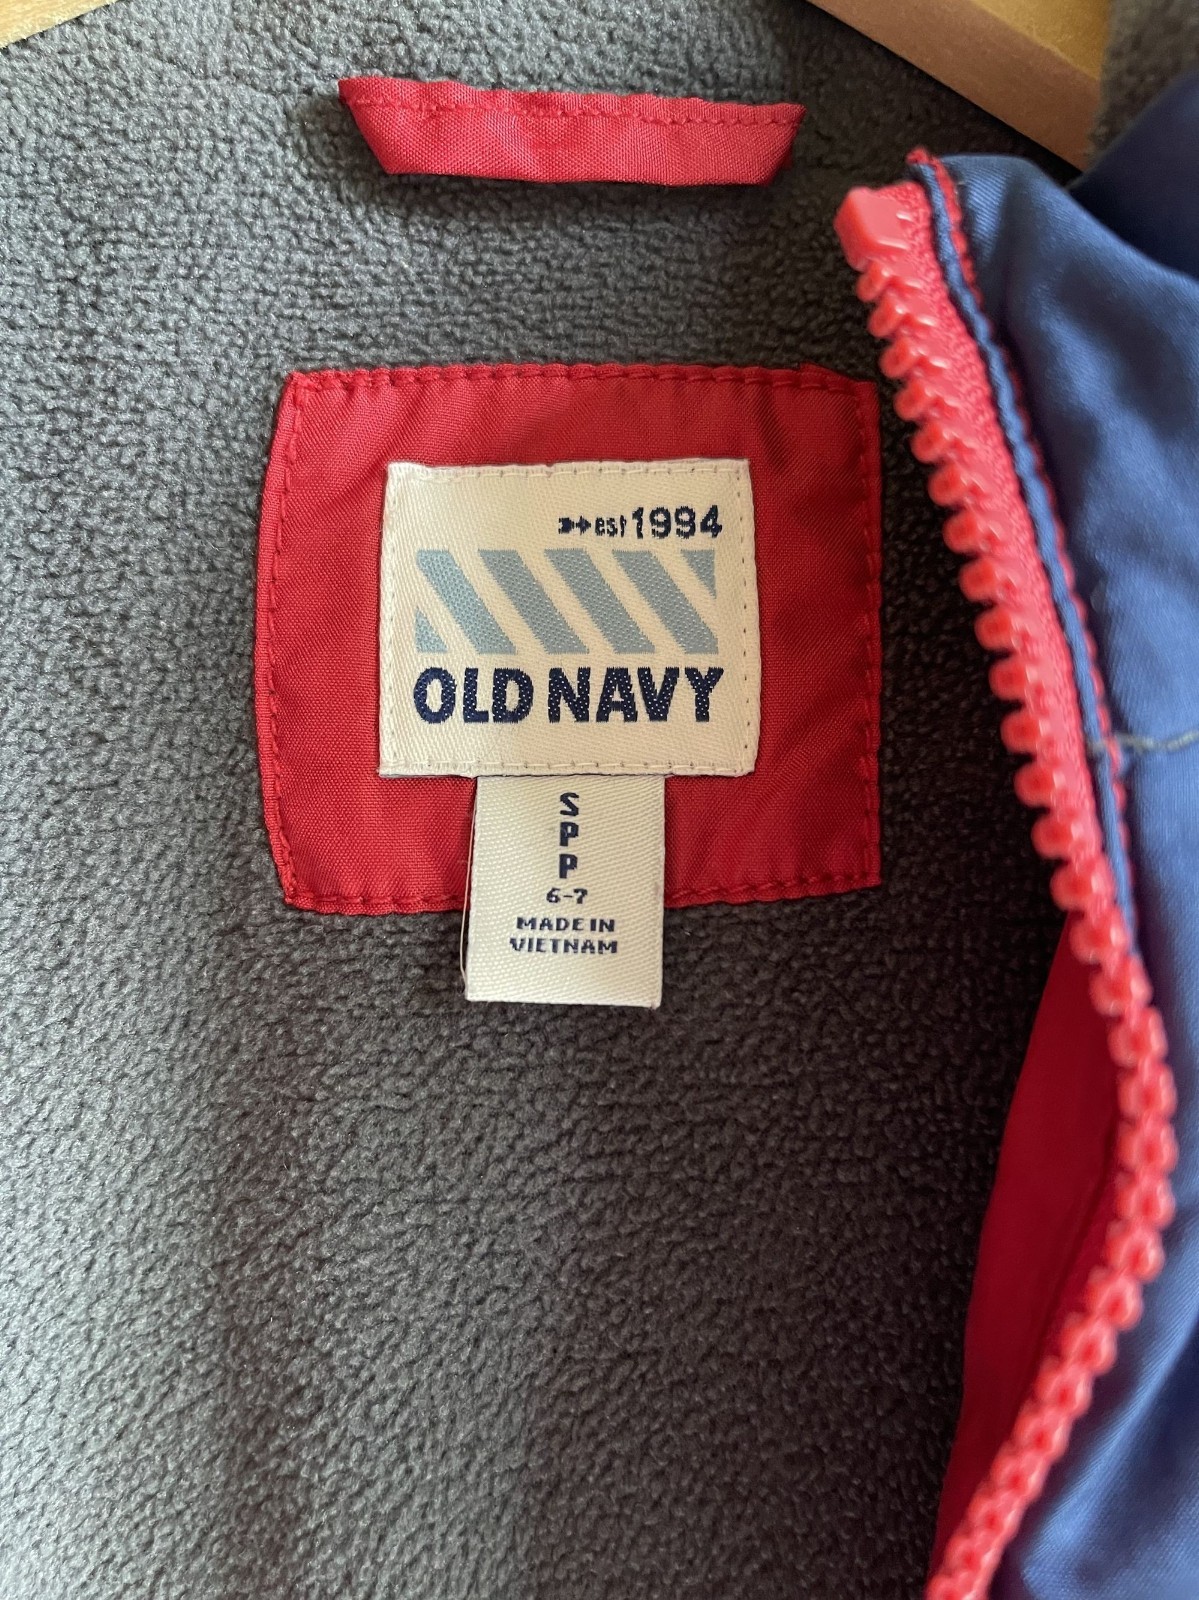 est 1994
OLD NAVY
S
P
P
6-7
MADE IN
VIETNAM